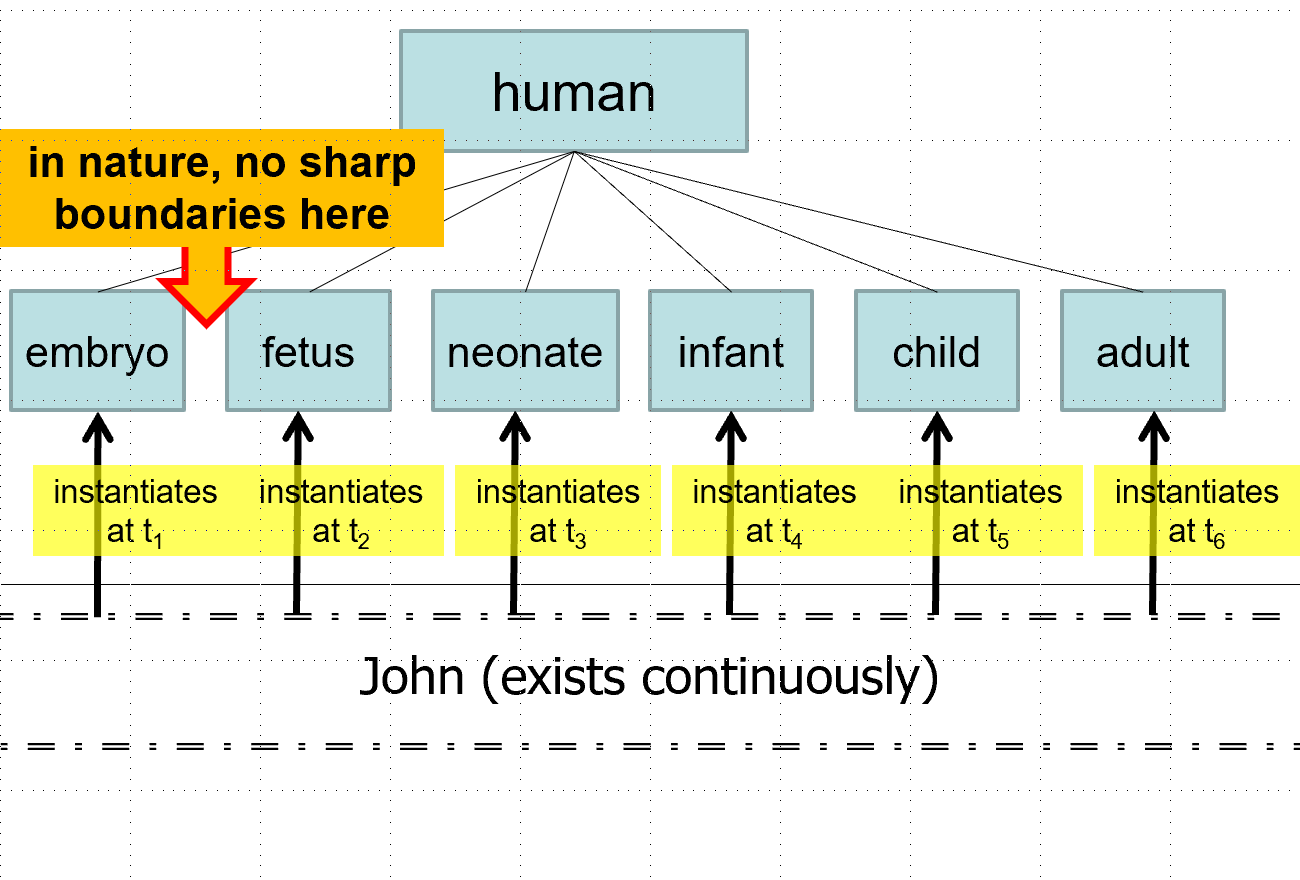 human
in nature, no sharp
boundaries here
embryo
fetus
neonate
infant
child
adult
instantiates
at t1
instantiates
at t2
instantiates
at t3
instantiates
at t4
instantiates
at t5
instantiates
at t6
John (exists continuously)